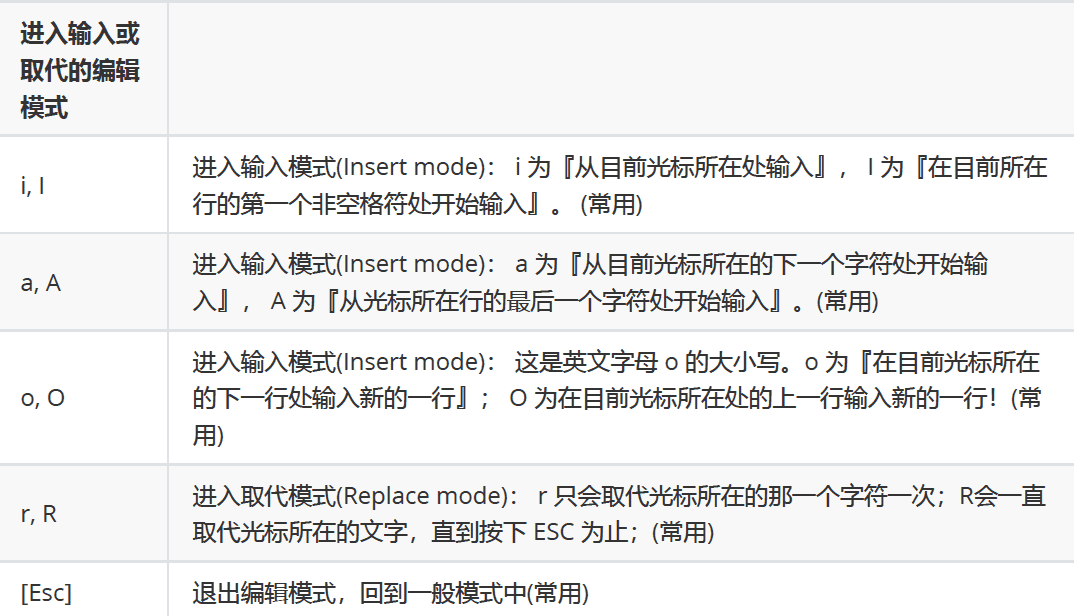 进入输入或
取代的编辑
模式
i, I
进入输入模式(Insert mode)： i 为『从目前光标所在处输入』， I 为『在目前所在
行的第一个非空格符处开始输入』。 (常用)
a, A
进入输入模式(Insert mode)： a 为『从目前光标所在的下一个字符处开始输
入』， A 为『从光标所在行的最后一个字符处开始输入』。(常用)
o, O
进入输入模式(Insert mode)： 这是英文字母 o 的大小写。o 为『在目前光标所在
的下一行处输入新的一行』； O 为在目前光标所在处的上一行输入新的一行！(常
用)
r, R
进入取代模式(Replace mode)： r 只会取代光标所在的那一个字符一次；R会一直
取代光标所在的文字，直到按下 ESC 为止；(常用)
[Esc]
退出编辑模式，回到一般模式中(常用)